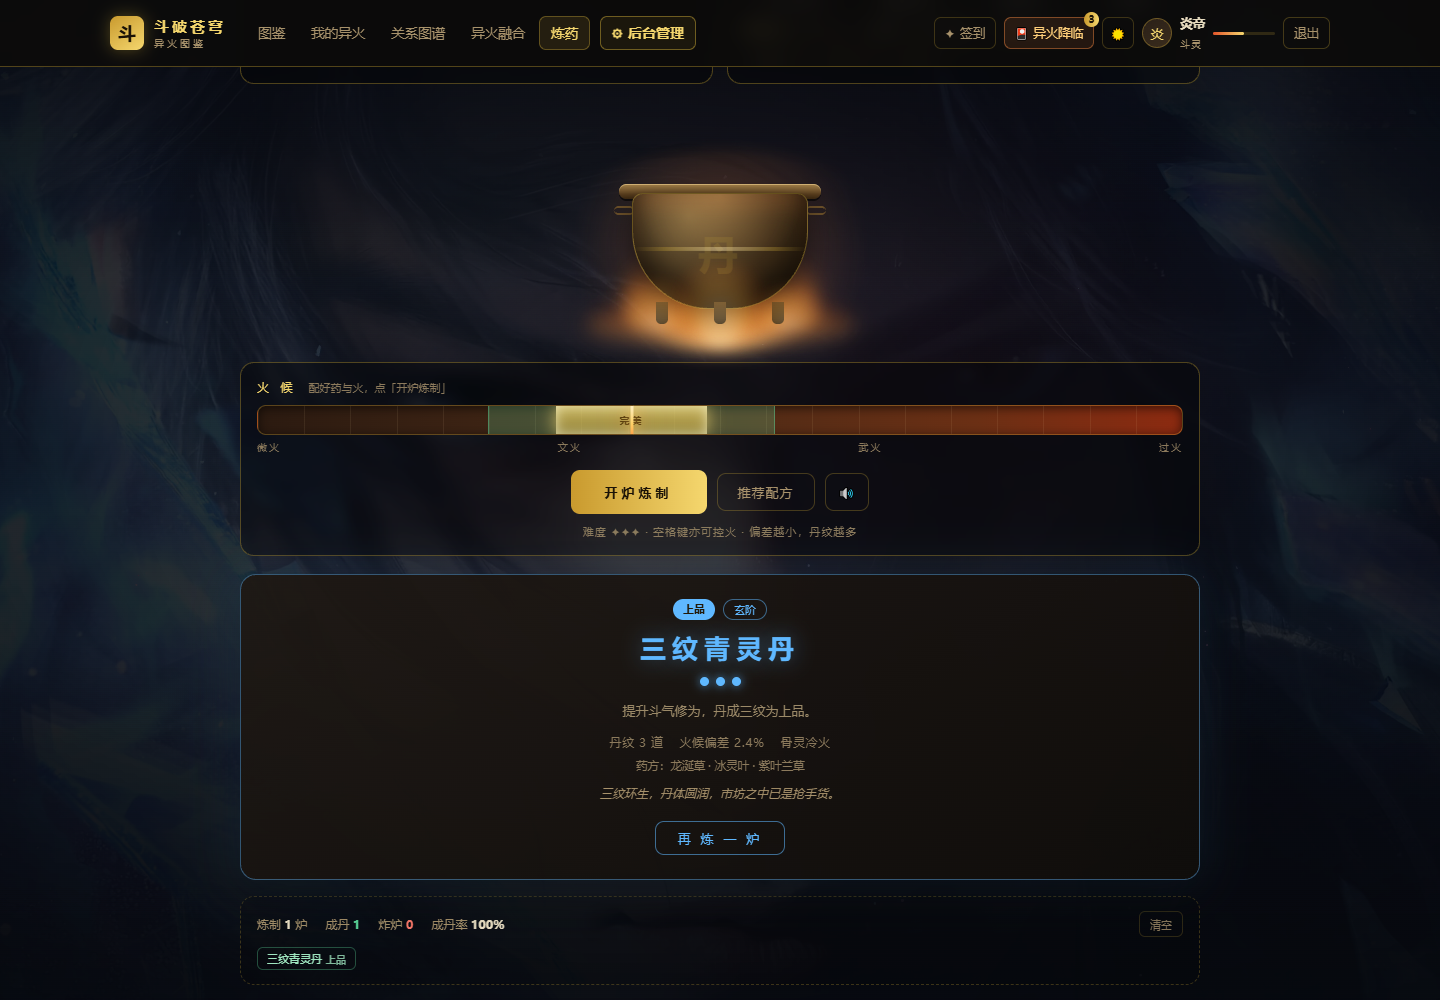 斗 斗破苍穹 异火图鉴 图鉴 我的异火 关系图谱 异火融合 炼药 后台管理 签到 异火降临 3 炎 炎帝 斗灵 退出
丹
火候 配好药与火，点「开炉炼制」
完美
微火 文火 武火 过火
开炉炼制 推荐配方
难度 ✦✦✦ · 空格键亦可控火 · 偏差越小，丹纹越多
上品 玄阶
三纹青灵丹
提升斗气修为，丹成三纹为上品。
丹纹 3 道 火候偏差 2.4% 骨灵冷火
药方：龙涎草 · 冰灵叶 · 紫叶兰草
三纹环生，丹体圆润，市坊之中已是抢手货。
再炼一炉
炼制 1 炉 成丹 1 炸炉 0 成丹率 100% 清空
三纹青灵丹 上品